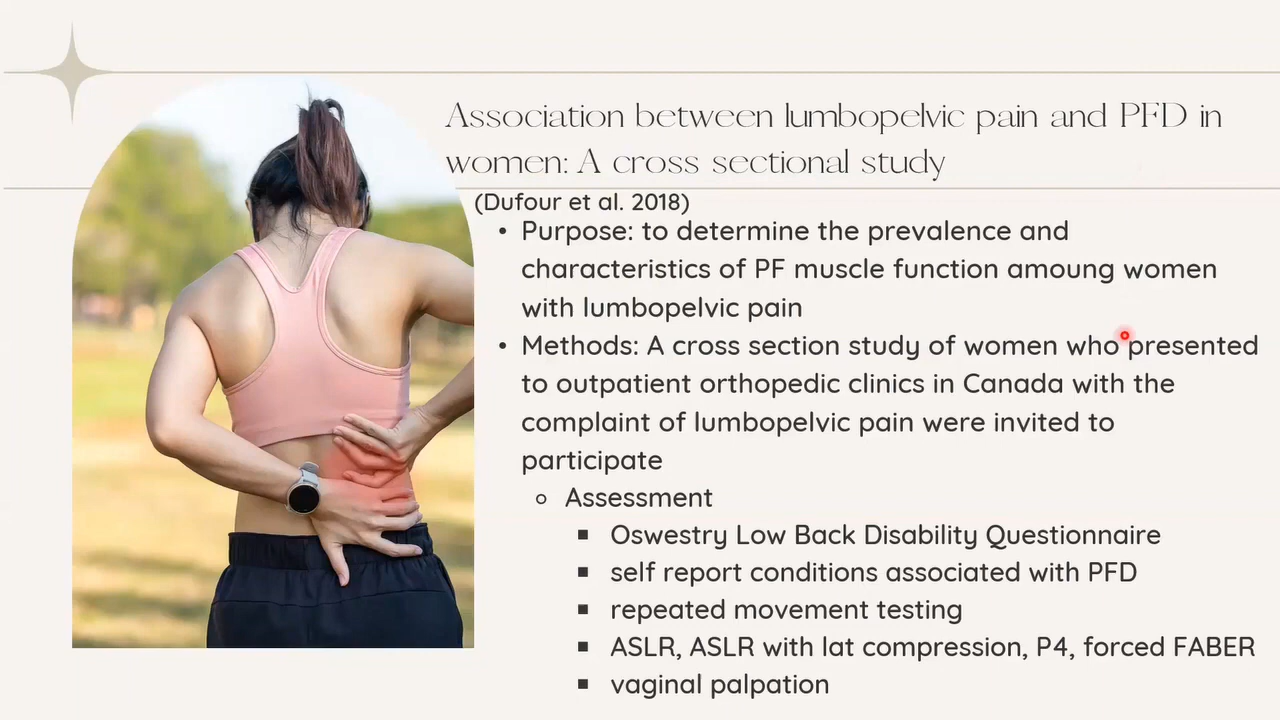 Association between lumbopelvic pain and PFD in
women: A cross sectional study
(Dufour et al. 2018)
• Purpose: to determine the prevalence and
characteristics of PF muscle function amoung women
with lumbopelvic pain
• Methods: A cross section study of women who presented
to outpatient orthopedic clinics in Canada with the
complaint of lumbopelvic pain were invited to
participate
○ Assessment
■ Oswestry Low Back Disability Questionnaire
■ self report conditions associated with PFD
■ repeated movement testing
■ ASLR, ASLR with lat compression, P4, forced FABER
■ vaginal palpation